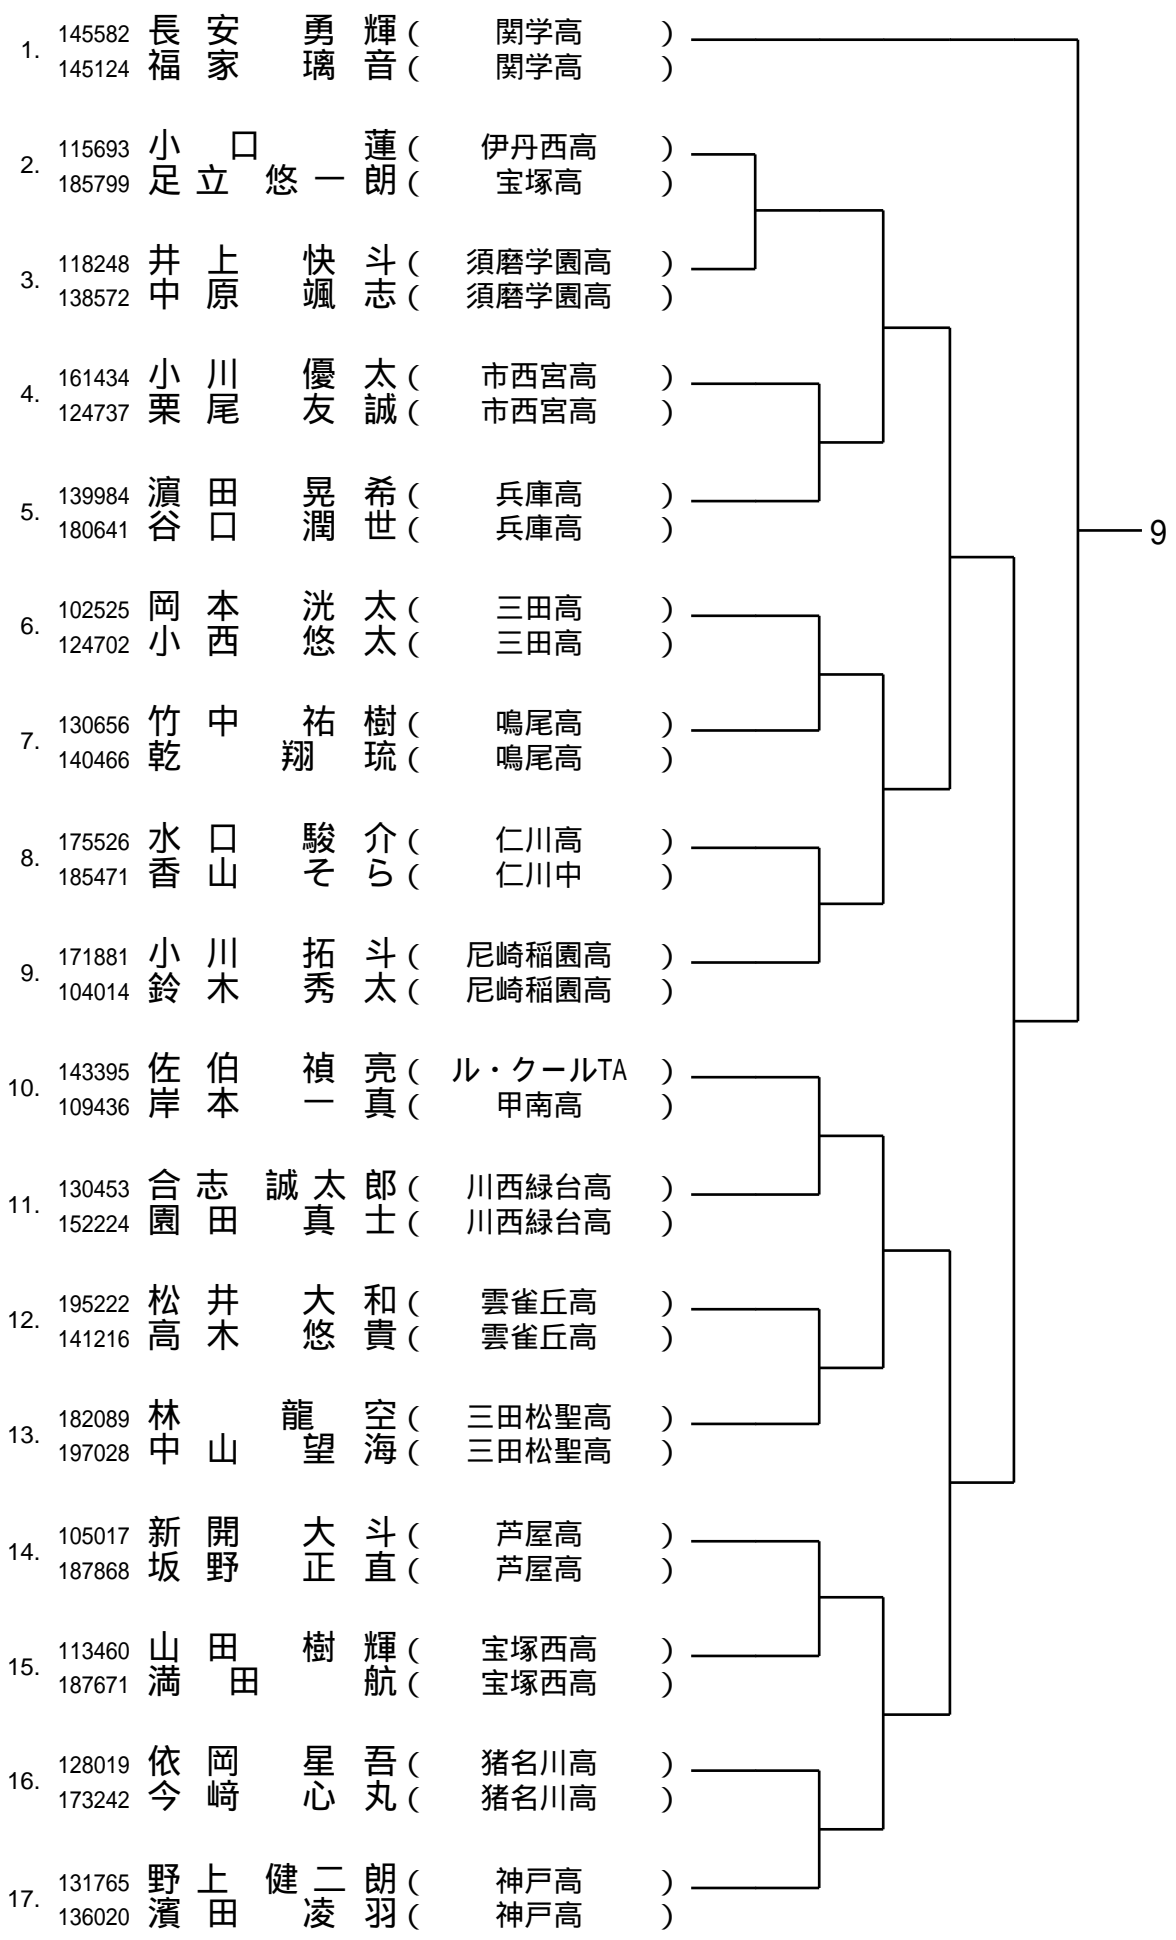 1. 145582 長安 勇輝 ( 関学高 )
145124 福家 璃音 ( 関学高 )
2. 115693 小口 蓮 ( 伊丹西高 )
185799 足立 悠一朗 ( 宝塚高 )
3. 118248 井上 快斗 ( 須磨学園高 )
138572 中原 颯志 ( 須磨学園高 )
4. 161434 小川 優太 ( 市西宮高 )
124737 栗尾 友誠 ( 市西宮高 )
5. 139984 濵田 晃希 ( 兵庫高 )
180641 谷口 潤世 ( 兵庫高 )
9
6. 102525 岡本 洸太 ( 三田高 )
124702 小西 悠太 ( 三田高 )
7. 130656 竹中 祐樹 ( 鳴尾高 )
140466 乾 翔琉 ( 鳴尾高 )
8. 175526 水口 駿介 ( 仁川高 )
185471 香山 そら ( 仁川中 )
9. 171881 小川 拓斗 ( 尼崎稲園高 )
104014 鈴木 秀太 ( 尼崎稲園高 )
10. 143395 佐伯 禎亮 ( ル・クールTA )
109436 岸本 一真 ( 甲南高 )
11. 130453 合志 誠太郎 ( 川西緑台高 )
152224 園田 真士 ( 川西緑台高 )
12. 195222 松井 大和 ( 雲雀丘高 )
141216 高木 悠貴 ( 雲雀丘高 )
13. 182089 林 龍空 ( 三田松聖高 )
197028 中山 望海 ( 三田松聖高 )
14. 105017 新開 大斗 ( 芦屋高 )
187868 坂野 正直 ( 芦屋高 )
15. 113460 山田 樹輝 ( 宝塚西高 )
187671 満田 航 ( 宝塚西高 )
16. 128019 依岡 星吾 ( 猪名川高 )
173242 今﨑 心丸 ( 猪名川高 )
17. 131765 野上 健二朗 ( 神戸高 )
136020 濱田 凌羽 ( 神戸高 )